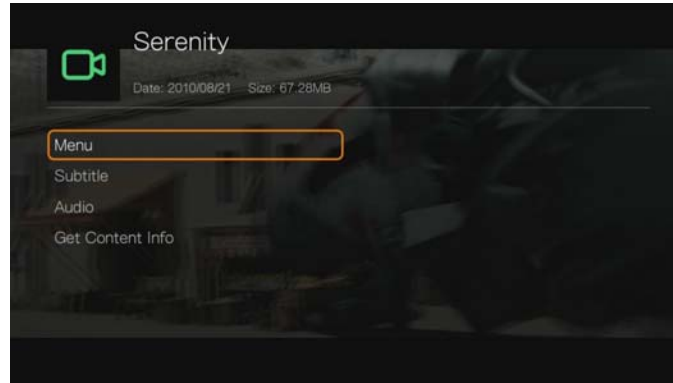 Serenity
Date: 2010/08/21 Size: 67.28MB
Menu
Subtitle
Audio
Get Content Info